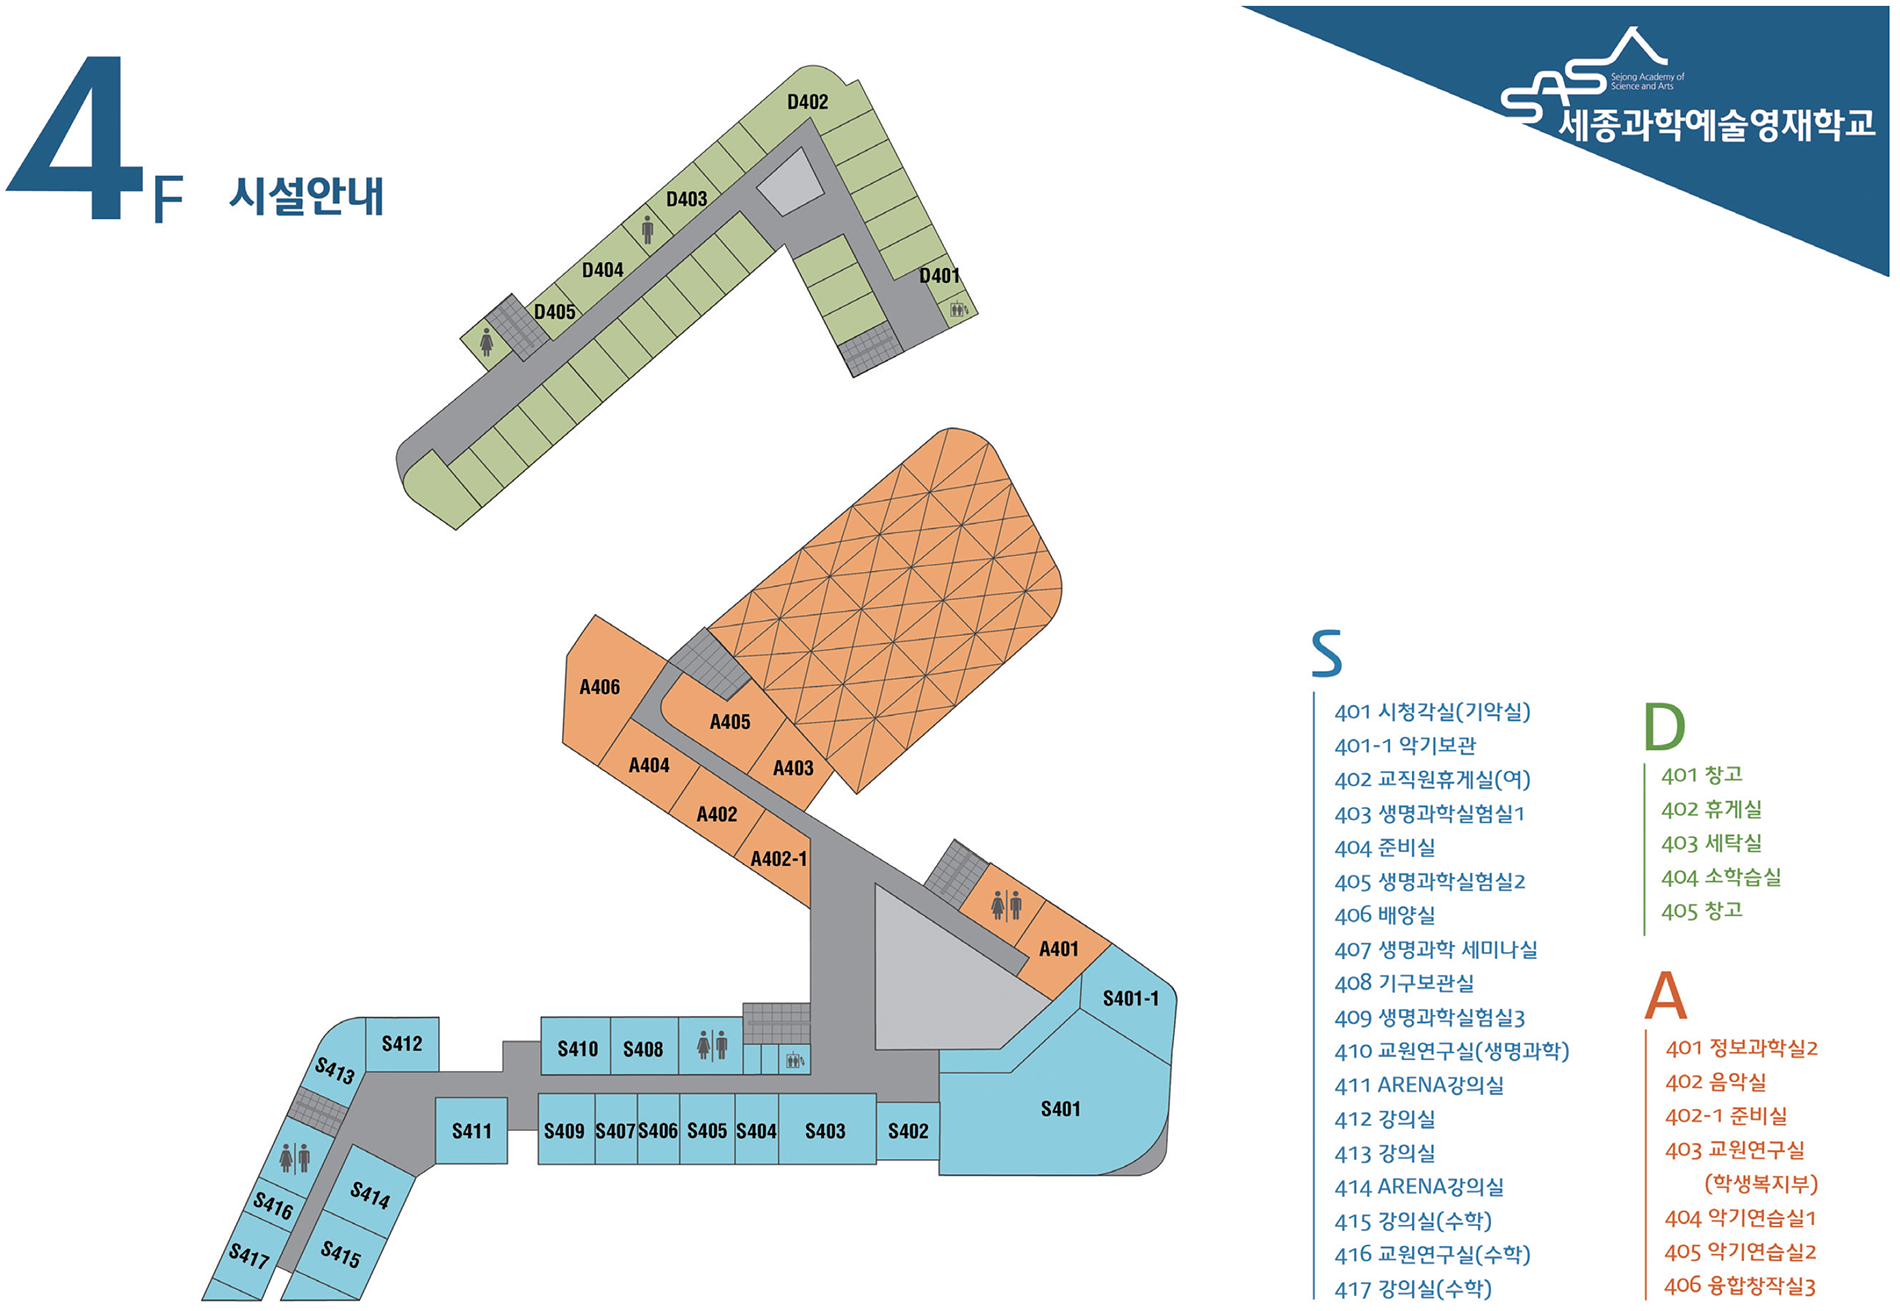 4F 시설안내
Sejong Academy of
Science and Arts
SASA
세종과학예술영재학교
D402
D403
D404
D401
D405
A406
A405
A404
A403
A402
A402-1
A401
S401-1
S410
S408
S412
S413
S401
S411
S409
S407
S406
S405
S404
S403
S402
S414
S416
S415
S417
S
401 시청각실(기악실)
401-1 악기보관
402 교직원휴게실(여)
403 생명과학실험실1
404 준비실
405 생명과학실험실2
406 배양실
407 생명과학 세미나실
408 기구보관실
409 생명과학실험실3
410 교원연구실(생명과학)
411 ARENA강의실
412 강의실
413 강의실
414 ARENA강의실
415 강의실(수학)
416 교원연구실(수학)
417 강의실(수학)
D
401 창고
402 휴게실
403 세탁실
404 소학습실
405 창고
A
401 정보과학실2
402 음악실
402-1 준비실
403 교원연구실
(학생복지부)
404 악기연습실1
405 악기연습실2
406 융합창작실3